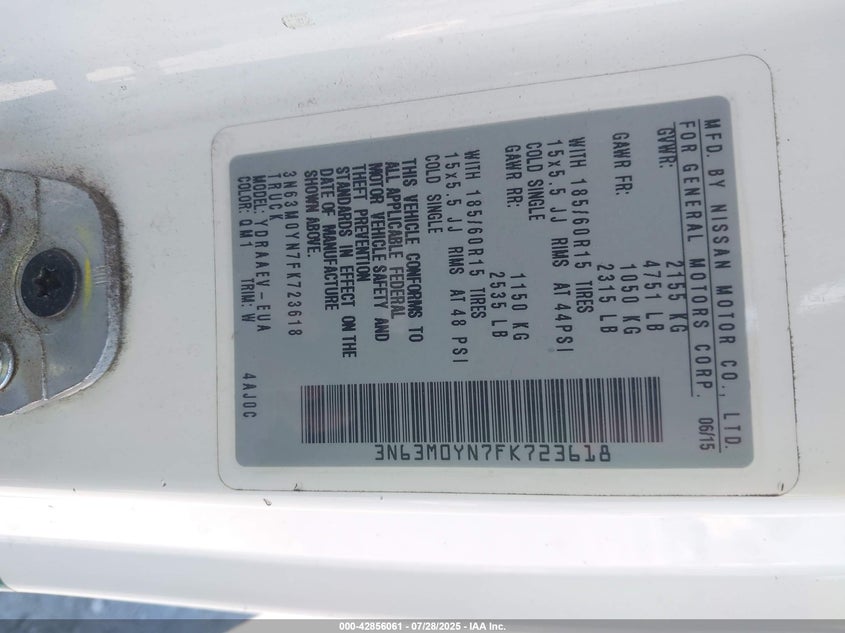 MFD. BY NISSAN MOTOR CO., LTD.
FOR GENERAL MOTORS CORP. 06/15
GVWR: 2155 KG
4751 LB
GAWR FR: 1050 KG
2315 LB
WITH 185/60R15 TIRES
15x5.5 JJ RIMS AT 44PSI
COLD SINGLE
GAWR RR: 1150 KG
2535 LB
WITH 185/60R15 TIRES
15x5.5 JJ RIMS AT 48 PSI
COLD SINGLE
THIS VEHICLE CONFORMS TO
ALL APPLICABLE FEDERAL
MOTOR VEHICLE SAFETY AND
THEFT PREVENTION
STANDARDS IN EFFECT ON THE
DATE OF MANUFACTURE
SHOWN ABOVE.
3N63M0YN7FK723618
TRUCK
MODEL: YDRAAEV-EUA
COLOR: QM1 TRIM: W 4AJ0C
3N63M0YN7FK723618
000-42856061 - 07/28/2025 - IAA Inc.